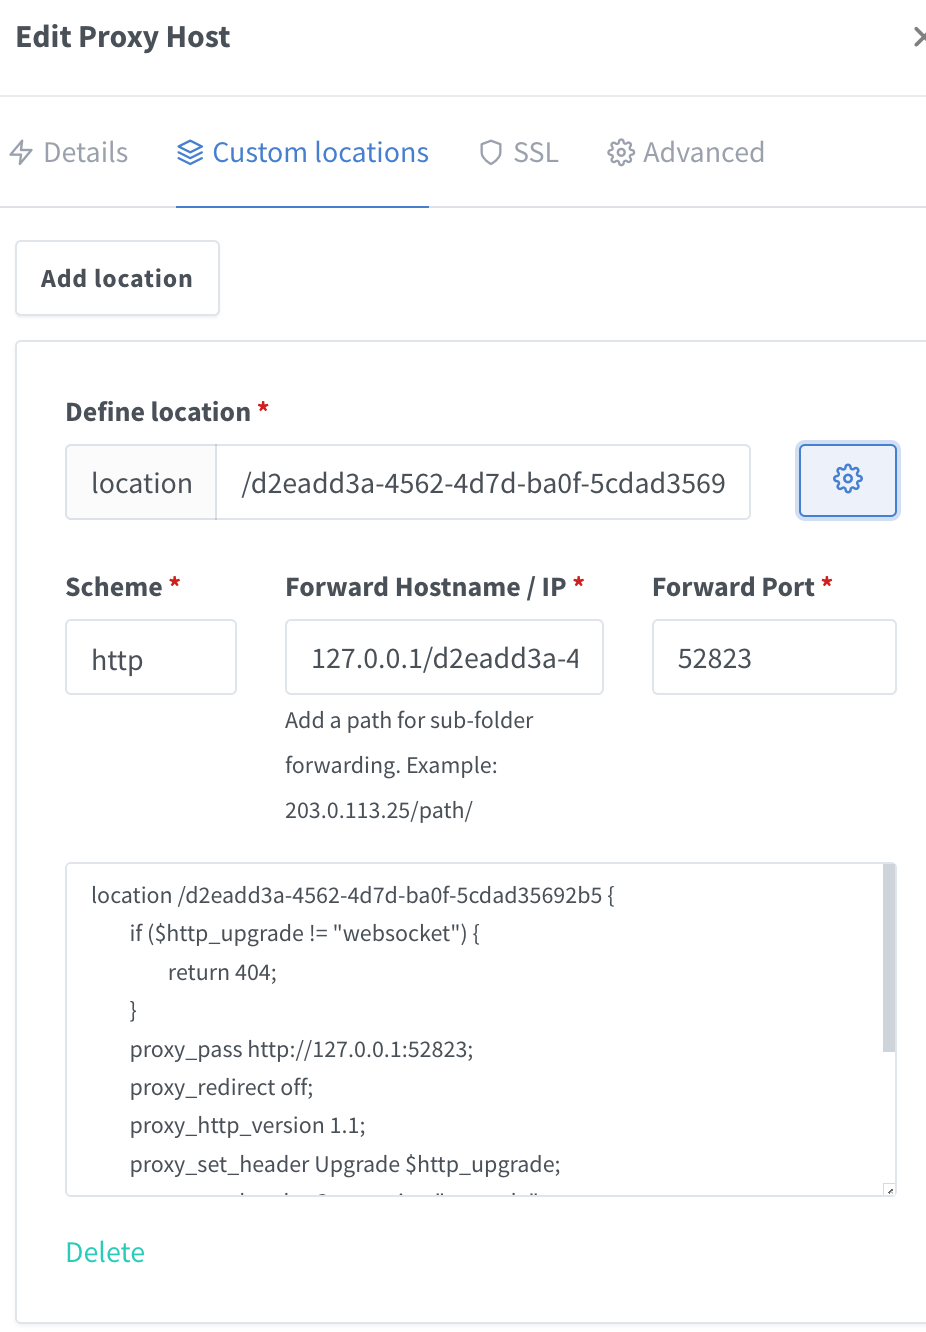 Edit Proxy Host
Details
Custom locations
SSL
Advanced
Add location
Define location *
location
/d2eadd3a-4562-4d7d-ba0f-5cdad3569
Scheme *
Forward Hostname / IP *
Forward Port *
http
127.0.0.1/d2eadd3a-4
52823
Add a path for sub-folder
forwarding. Example:
203.0.113.25/path/
location /d2eadd3a-4562-4d7d-ba0f-5cdad35692b5 {
if ($http_upgrade != "websocket") {
return 404;
}
proxy_pass http://127.0.0.1:52823;
proxy_redirect off;
proxy_http_version 1.1;
proxy_set_header Upgrade $http_upgrade;
Delete